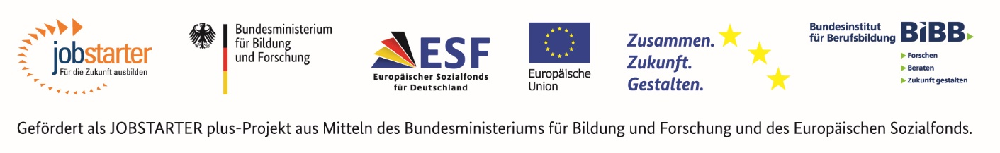 jobstarter
Für die Zukunft ausbilden
Bundesministerium
für Bildung
und Forschung
ESF
Europäischer Sozialfonds
für Deutschland
Europäische
Union
Zusammen.
Zukunft.
Gestalten.
Bundesinstitut
für Berufsbildung
BiBB
Forschen
Beraten
Zukunft gestalten
Gefördert als JOBSTARTER plus-Projekt aus Mitteln des Bundesministeriums für Bildung und Forschung und des Europäischen Sozialfonds.